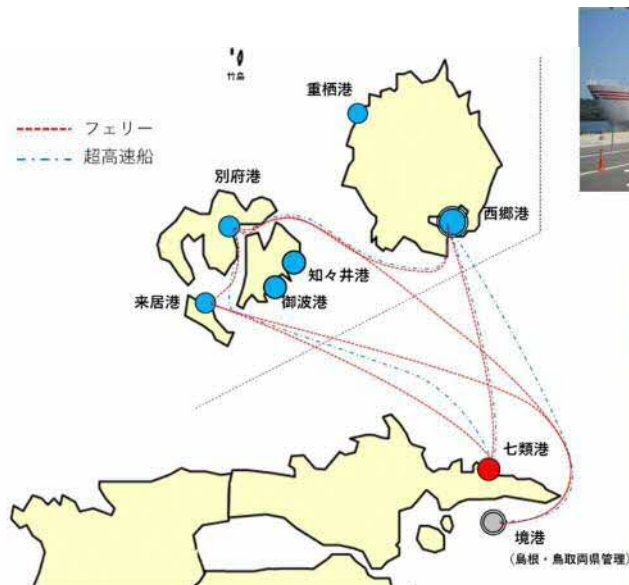 竹島
重栖港
フェリー
超高速船
別府港
西郷港
知々井港
来居港
御波港
七類港
境港
(島根・鳥取両県管理)